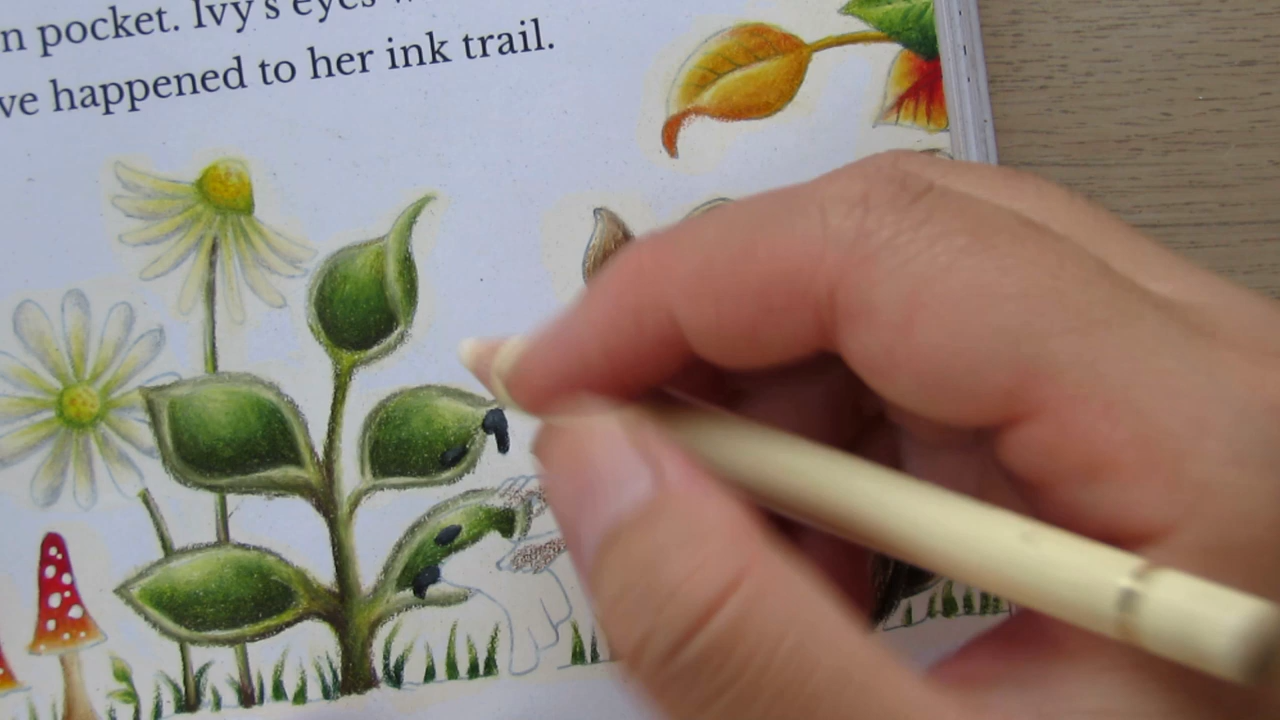 n pocket. Ivy's eyes
ve happened to her ink trail.